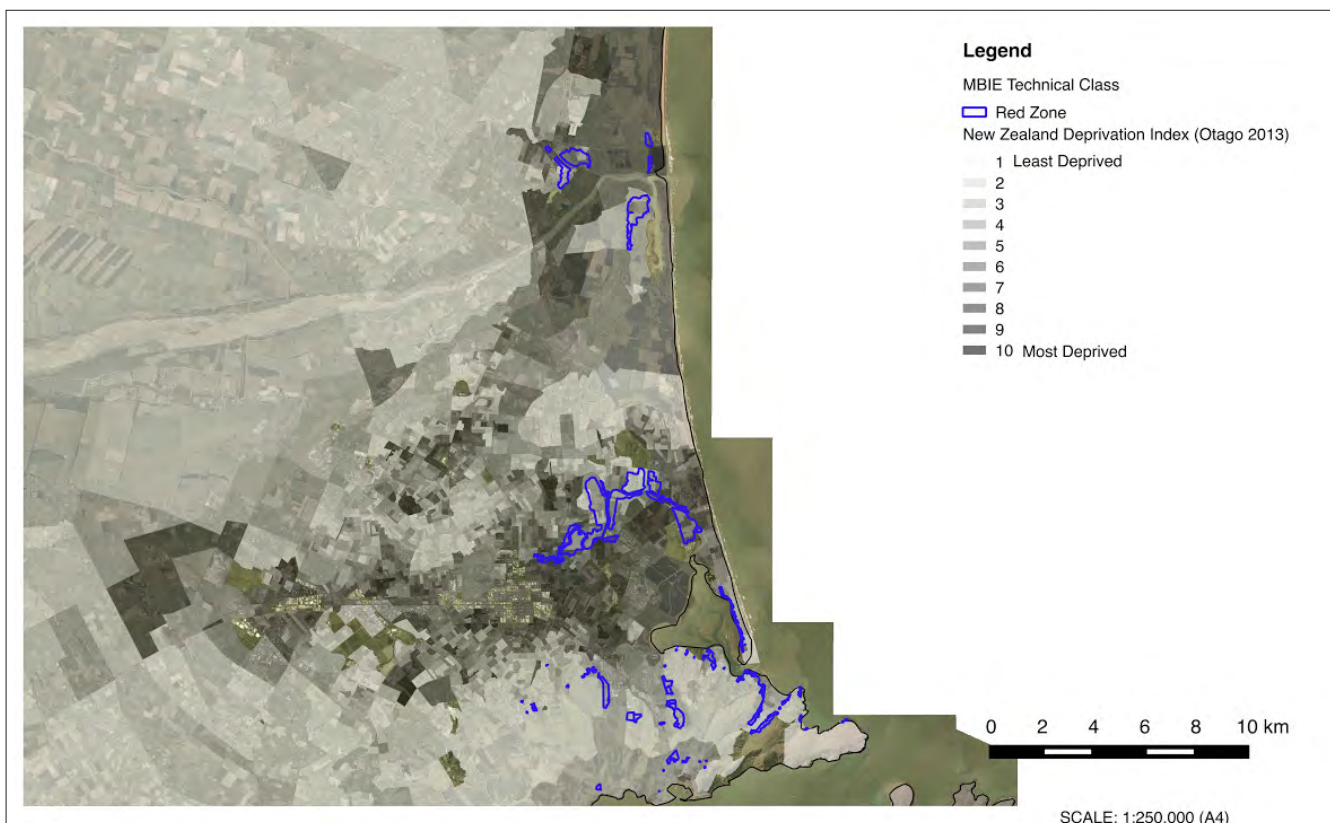 Legend
MBIE Technical Class
Red Zone
New Zealand Deprivation Index (Otago 2013)
1 Least Deprived
2
3
4
5
6
7
8
9
10 Most Deprived
0 2 4 6 8 10 km
SCALE: 1:250,000 (A4)